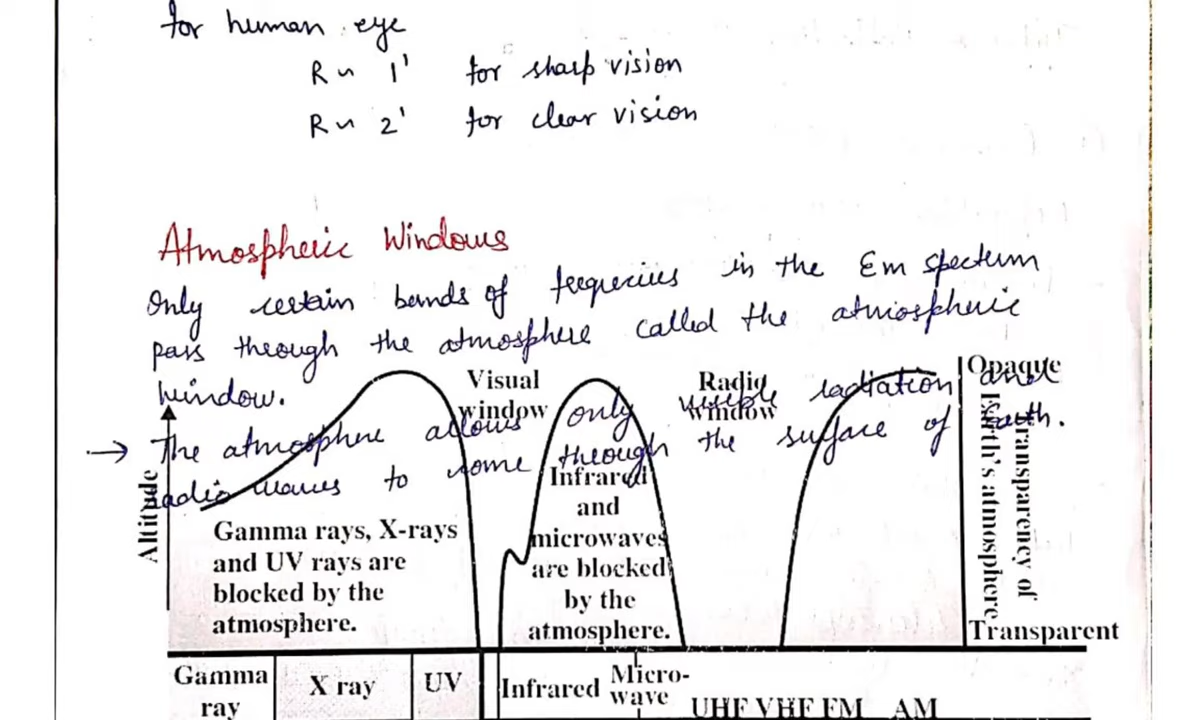 for human eye
R ~ 1' for sharp vision
R ~ 2' for clear vision
Atmospheric Windows
Only certain bands of frequencies in the Em spectrum
pass through the atmosphere called the atmospheric
window.
→ The atmosphere allows only visible radiation and
radio waves to come through the surface of earth.
Visual
window
Radio
window
Opaque
Altitude
Gamma rays, X-rays
and UV rays are
blocked by the
atmosphere.
Infrared
and
microwaves
are blocked
by the
atmosphere.
Transparency of
Earth's atmosphere
Transparent
Gamma
ray
X ray
UV
Infrared
Micro-
wave
UHF VHF FM AM